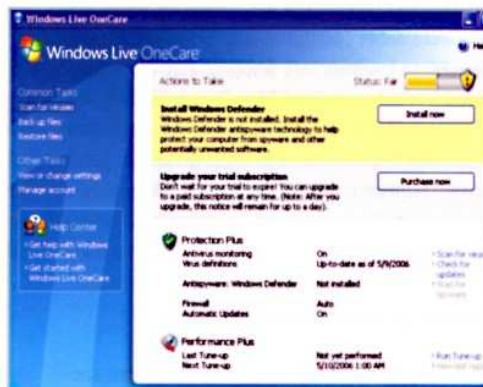 Windows Live OneCare
Windows Live OneCare
Actions to Take
Status: Fair
Common Tasks
Scan for viruses
Back up files
Restore files
Other Tasks
View or change settings
Manage account
Help Center
Get help with Windows
Live OneCare
Get started with
Windows Live OneCare
Install Windows Defender
Windows Defender is not installed. Install the
Windows Defender antispyware technology to help
protect your computer from spyware and other
potentially unwanted software.
Install now
Upgrade your trial subscription
Don't wait for your trial to expire! You can upgrade
to a paid subscription at any time. (Note: After you
upgrade, this notice will remain for up to a day).
Purchase now
Protection Plus
Antivirus monitoring On
Virus definitions Up-to-date as of 5/9/2006
Antispyware: Windows Defender Not installed
Firewall Auto
Automatic Updates On
Scan for
Check for
updates
Scan for
spyware
Performance Plus
Last Tune-up Not yet performed
Next Tune-up 5/10/2006 1:00 AM
Run Tune-up